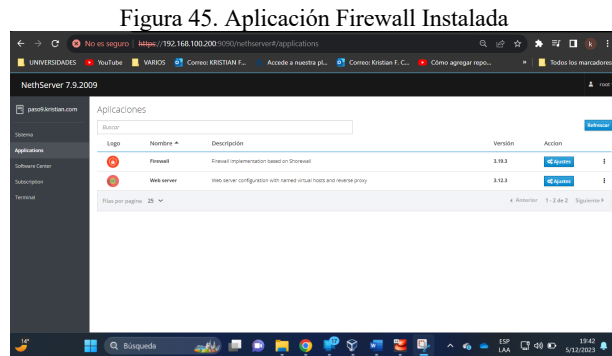 Figura 45. Aplicación Firewall Instalada
No es seguro https://192.168.100.200:9090/nethserver#/applications
UNIVERSIDADES YouTube VARIOS Correo: KRISTIAN F... Accede a nuestra pl... Correo: Kristian F. C... Cómo agregar repo... » Todos los marcadores
NethServer 7.9.2009 root
paso9.kristian.com
Aplicaciones
Buscar
Refrescar
Sistema
Applications
Software Center
Subscription
Terminal
Logo Nombre Descripción Versión Accion
Firewall Firewall implementation based on Shorewall 3.19.3 Ajustes
Web server Web server configuration with named virtual hosts and reverse proxy 3.12.3 Ajustes
Filas por pagina 25 Anterior 1 - 2 de 2 Siguiente
14°
Búsqueda
ESP
LAA
19:42
5/12/2023